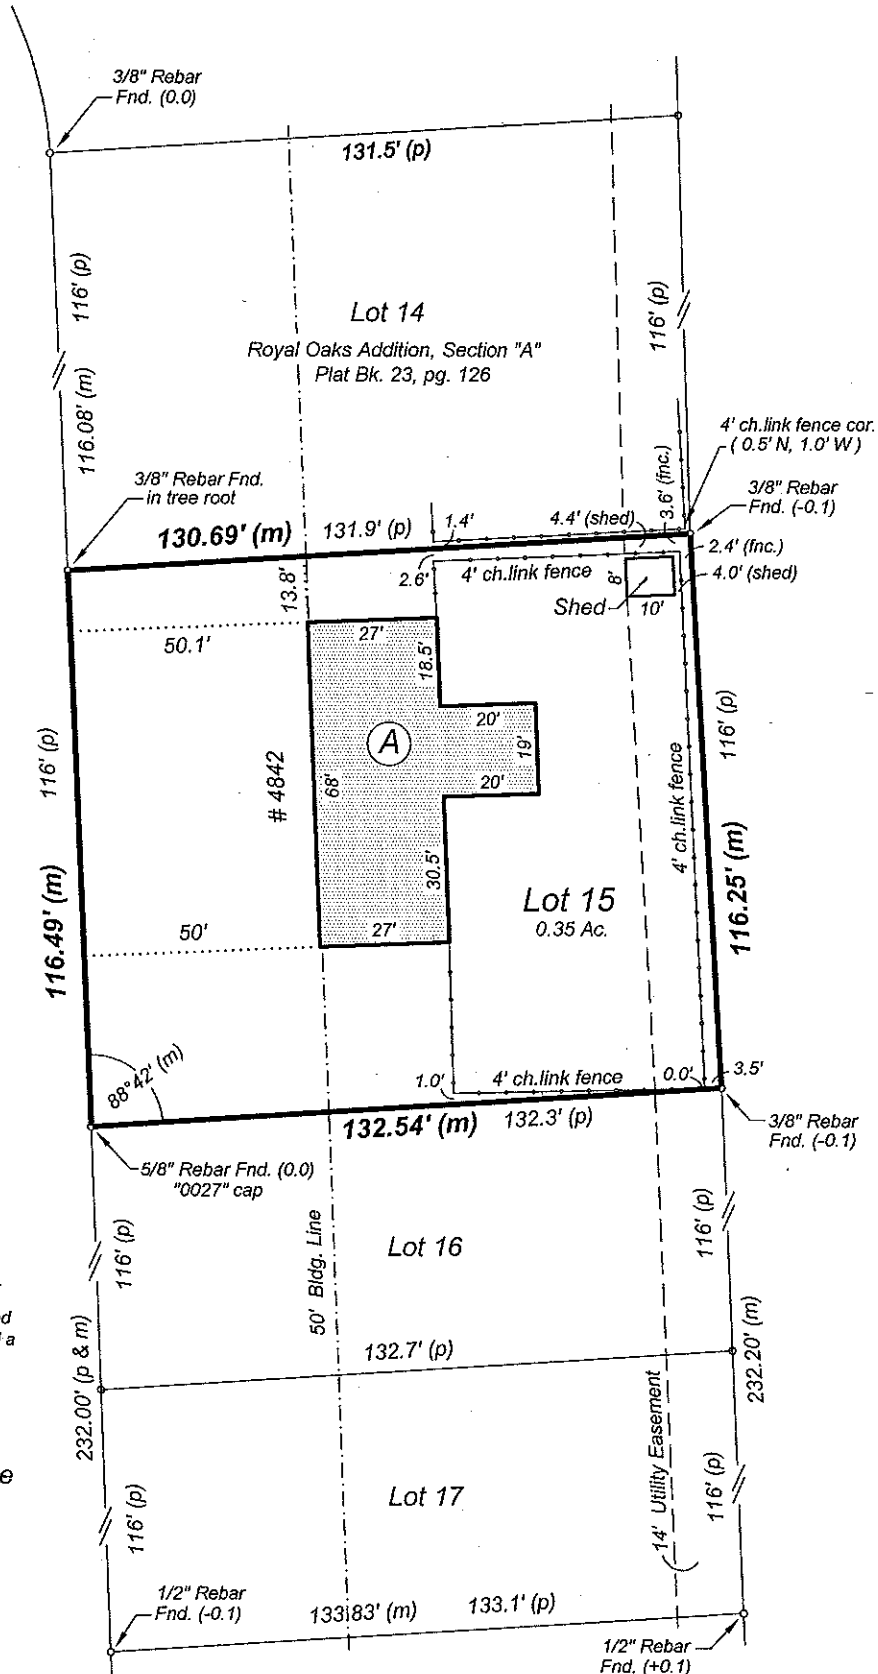 3/8" Rebar
Fnd. (0.0)
131.5' (p)
116' (p)
116' (p)
Lot 14
Royal Oaks Addition, Section "A"
Plat Bk. 23, pg. 126
116.08' (m)
4' ch.link fence cor.
( 0.5' N, 1.0' W )
3/8" Rebar Fnd.
in tree root
3.6' (fnc.)
3/8" Rebar
Fnd. (-0.1)
130.69' (m)
131.9' (p)
1.4'
4.4' (shed)
2.4' (fnc.)
13.8'
2.6'
4' ch.link fence
8'
4.0' (shed)
Shed
10'
50.1'
27'
18.5'
20'
A
19'
116' (p)
116' (p)
# 4842
68'
20'
4' ch.link fence
30.5'
Lot 15
0.35 Ac.
116.49' (m)
116.25' (m)
50'
27'
88°42' (m)
1.0'
4' ch.link fence
0.0'
3.5'
132.54' (m)
132.3' (p)
3/8" Rebar
Fnd. (-0.1)
5/8" Rebar Fnd. (0.0)
"0027" cap
116' (p)
116' (p)
50' Bldg. Line
Lot 16
ed
a
132.7' (p)
232.00' (p & m)
232.20' (m)
e
Lot 17
14' Utility Easement
116' (p)
116' (p)
1/2" Rebar
Fnd. (-0.1)
133.83' (m)
133.1' (p)
1/2" Rebar
Fnd. (+0.1)